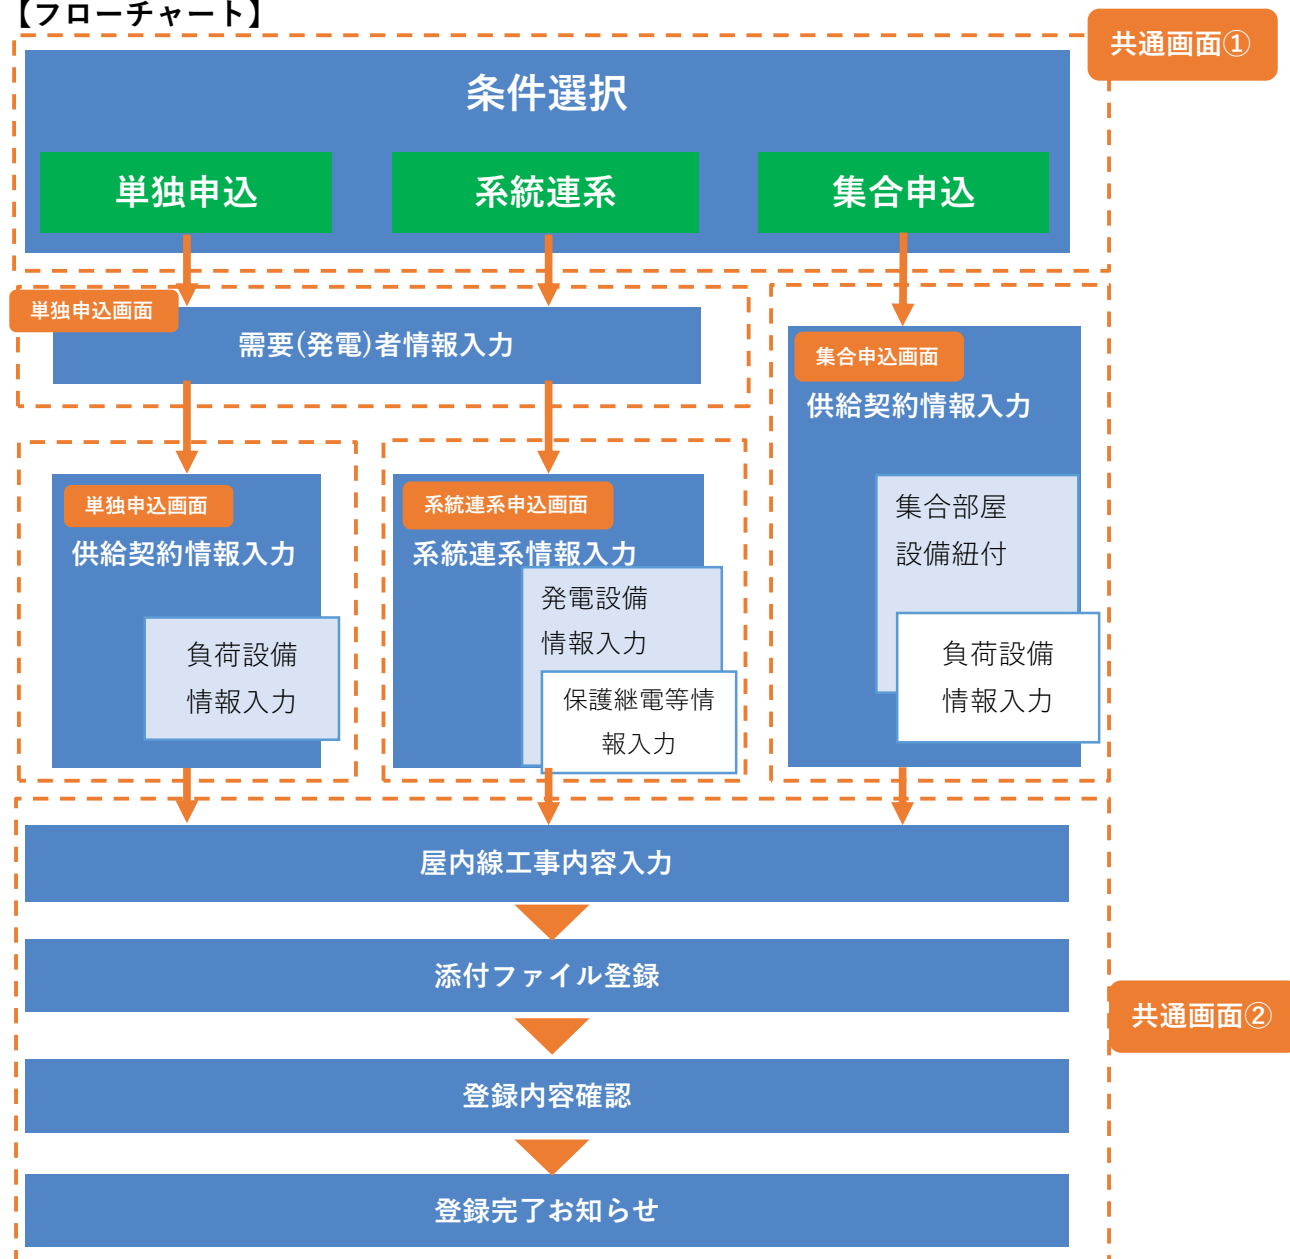 【フローチャート】
共通画面①
条件選択
単独申込
系統連系
集合申込
単独申込画面
需要(発電)者情報入力
集合申込画面
供給契約情報入力
集合部屋
設備紐付
負荷設備
情報入力
単独申込画面
供給契約情報入力
負荷設備
情報入力
系統連系申込画面
系統連系情報入力
発電設備
情報入力
保護継電等情
報入力
屋内線工事内容入力
添付ファイル登録
共通画面②
登録内容確認
登録完了お知らせ